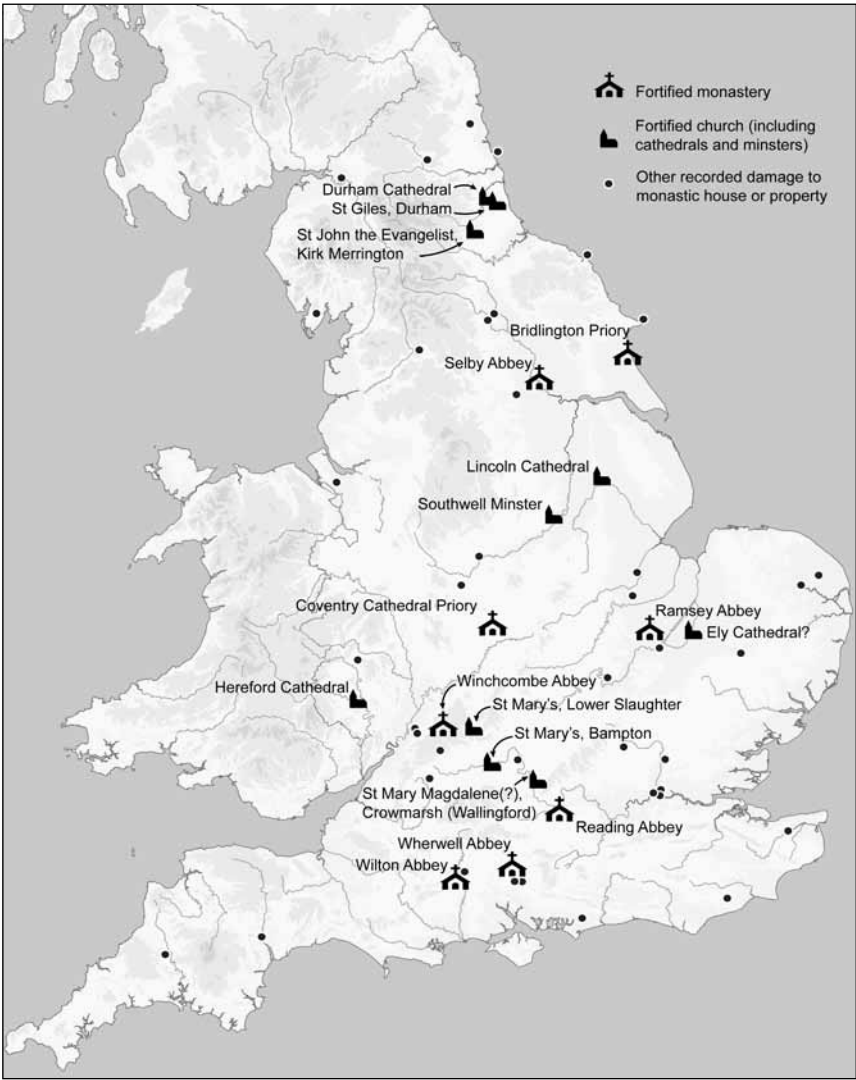 Fortified monastery
Fortified church (including
cathedrals and minsters)
Other recorded damage to
monastic house or property
Durham Cathedral
St Giles, Durham
St John the Evangelist,
Kirk Merrington
Bridlington Priory
Selby Abbey
Lincoln Cathedral
Southwell Minster
Coventry Cathedral Priory
Ramsey Abbey
Ely Cathedral?
Hereford Cathedral
Winchcombe Abbey
St Mary's, Lower Slaughter
St Mary's, Bampton
St Mary Magdalene(?),
Crowmarsh (Wallingford)
Reading Abbey
Wherwell Abbey
Wilton Abbey